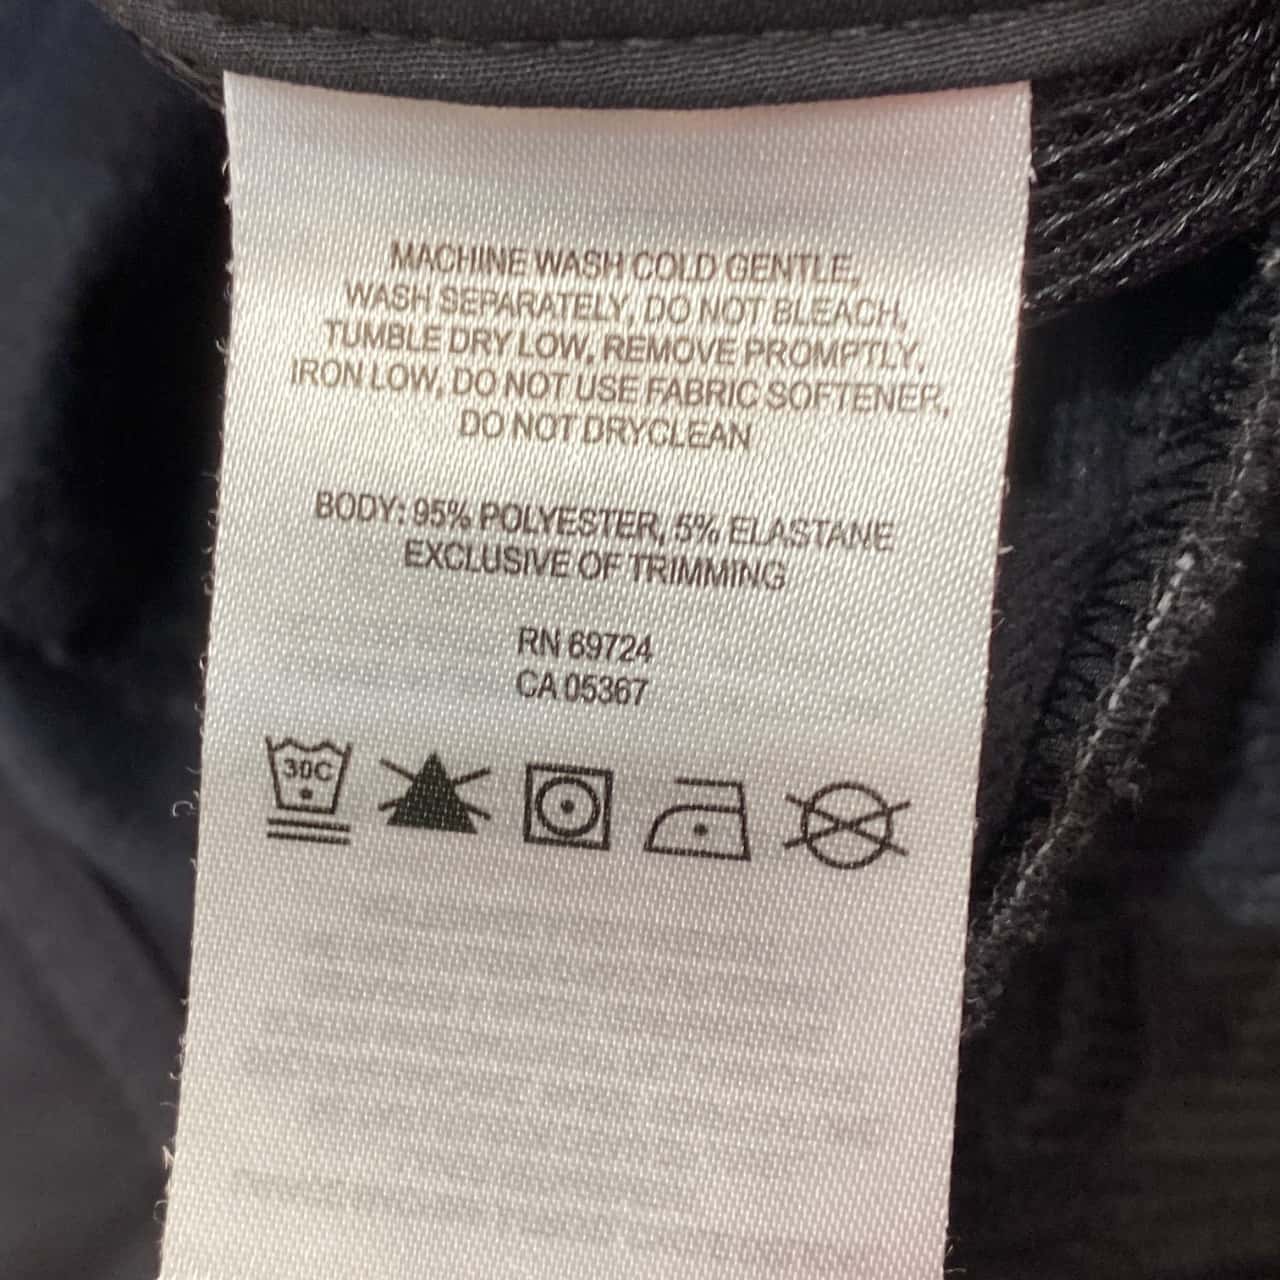 MACHINE WASH COLD GENTLE,
WASH SEPARATELY, DO NOT BLEACH,
TUMBLE DRY LOW, REMOVE PROMPTLY,
IRON LOW, DO NOT USE FABRIC SOFTENER,
DO NOT DRYCLEAN
BODY: 95% POLYESTER, 5% ELASTANE
EXCLUSIVE OF TRIMMING
RN 69724
CA 05367
30C